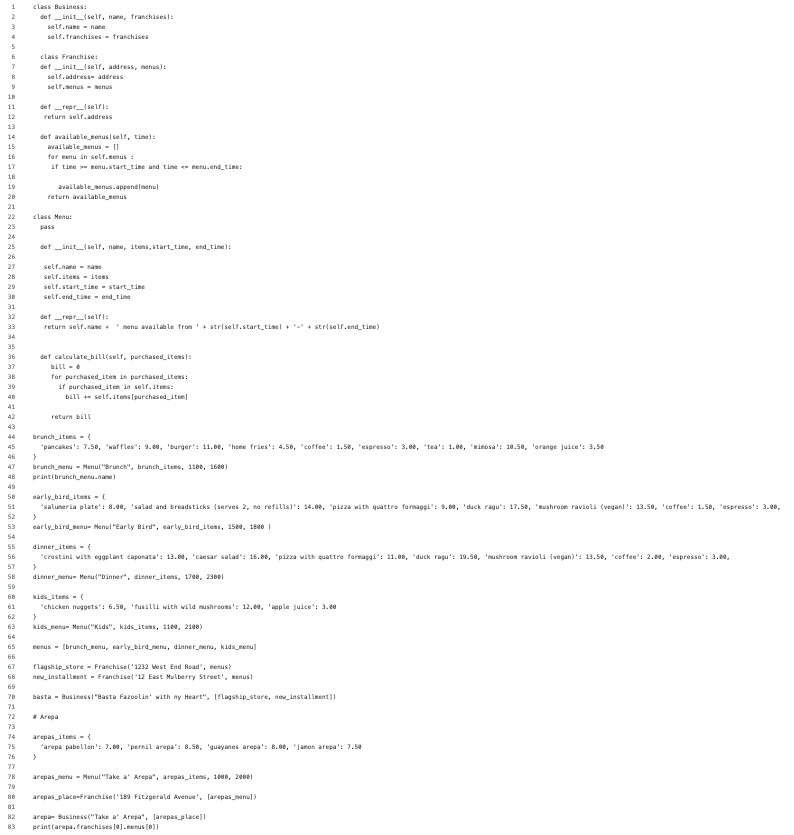 1 class Business:
2   def __init__(self, name, franchises):
3     self.name = name
4     self.franchises = franchises
5
6   class Franchise:
7   def __init__(self, address, menus):
8     self.address= address
9     self.menus = menus
10
11   def __repr__(self):
12    return self.address
13
14   def available_menus(self, time):
15     available_menus = []
16     for menu in self.menus :
17      if time >= menu.start_time and time <= menu.end_time:
18
19        available_menus.append(menu)
20     return available_menus
21
22 class Menu:
23   pass
24
25   def __init__(self, name, items,start_time, end_time):
26
27    self.name = name
28    self.items = items
29    self.start_time = start_time
30    self.end_time = end_time
31
32   def __repr__(self):
33    return self.name +  ' menu available from ' + str(self.start_time) + '-' + str(self.end_time)
34
35
36   def calculate_bill(self, purchased_items):
37      bill = 0
38      for purchased_item in purchased_items:
39        if purchased_item in self.items:
40          bill += self.items[purchased_item]
41
42      return bill
43
44 brunch_items = {
45   'pancakes': 7.50, 'waffles': 9.00, 'burger': 11.00, 'home fries': 4.50, 'coffee': 1.50, 'espresso': 3.00, 'tea': 1.00, 'mimosa': 10.50, 'orange juice': 3.50
46 }
47 brunch_menu = Menu("Brunch", brunch_items, 1100, 1600)
48 print(brunch_menu.name)
49
50 early_bird_items = {
51   'salumeria plate': 8.00, 'salad and breadsticks (serves 2, no refills)': 14.00, 'pizza with quattro formaggi': 9.00, 'duck ragu': 17.50, 'mushroom ravioli (vegan)': 13.50, 'coffee': 1.50, 'espresso': 3.00,
52 }
53 early_bird_menu= Menu("Early Bird", early_bird_items, 1500, 1800 )
54
55 dinner_items = {
56   'crostini with eggplant caponata': 13.00, 'caesar salad': 16.00, 'pizza with quattro formaggi': 11.00, 'duck ragu': 19.50, 'mushroom ravioli (vegan)': 13.50, 'coffee': 2.00, 'espresso': 3.00,
57 }
58 dinner_menu= Menu("Dinner", dinner_items, 1700, 2300)
59
60 kids_items = {
61   'chicken nuggets': 6.50, 'fusilli with wild mushrooms': 12.00, 'apple juice': 3.00
62 }
63 kids_menu= Menu("Kids", kids_items, 1100, 2100)
64
65 menus = [brunch_menu, early_bird_menu, dinner_menu, kids_menu]
66
67 flagship_store = Franchise('1232 West End Road', menus)
68 new_installment = Franchise('12 East Mulberry Street', menus)
69
70 basta = Business("Basta Fazoolin' with ny Heart", [flagship_store, new_installment])
71
72 # Arepa
73
74 arepas_items = {
75   'arepa pabellon': 7.00, 'pernil arepa': 8.50, 'guayanes arepa': 8.00, 'jamon arepa': 7.50
76 }
77
78 arepas_menu = Menu("Take a' Arepa", arepas_items, 1000, 2000)
79
80 arepas_place=Franchise('189 Fitzgerald Avenue', [arepas_menu])
81
82 arepa= Business("Take a' Arepa", [arepas_place])
83 print(arepa.franchises[0].menus[0])